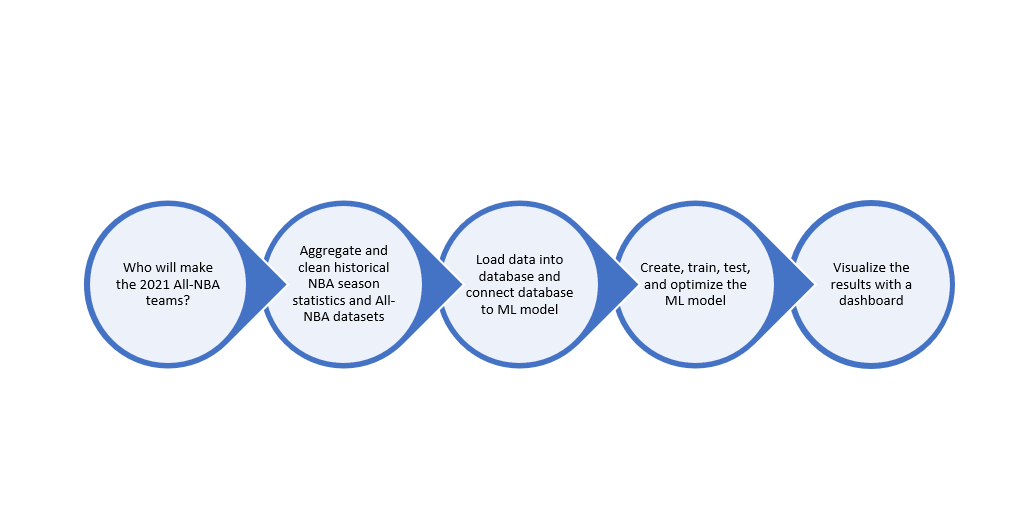 Who will make
the 2021 All-NBA
teams?
Aggregate and
clean historical
NBA season
statistics and All-
NBA datasets
Load data into
database and
connect database
to ML model
Create, train, test,
and optimize the
ML model
Visualize the
results with a
dashboard